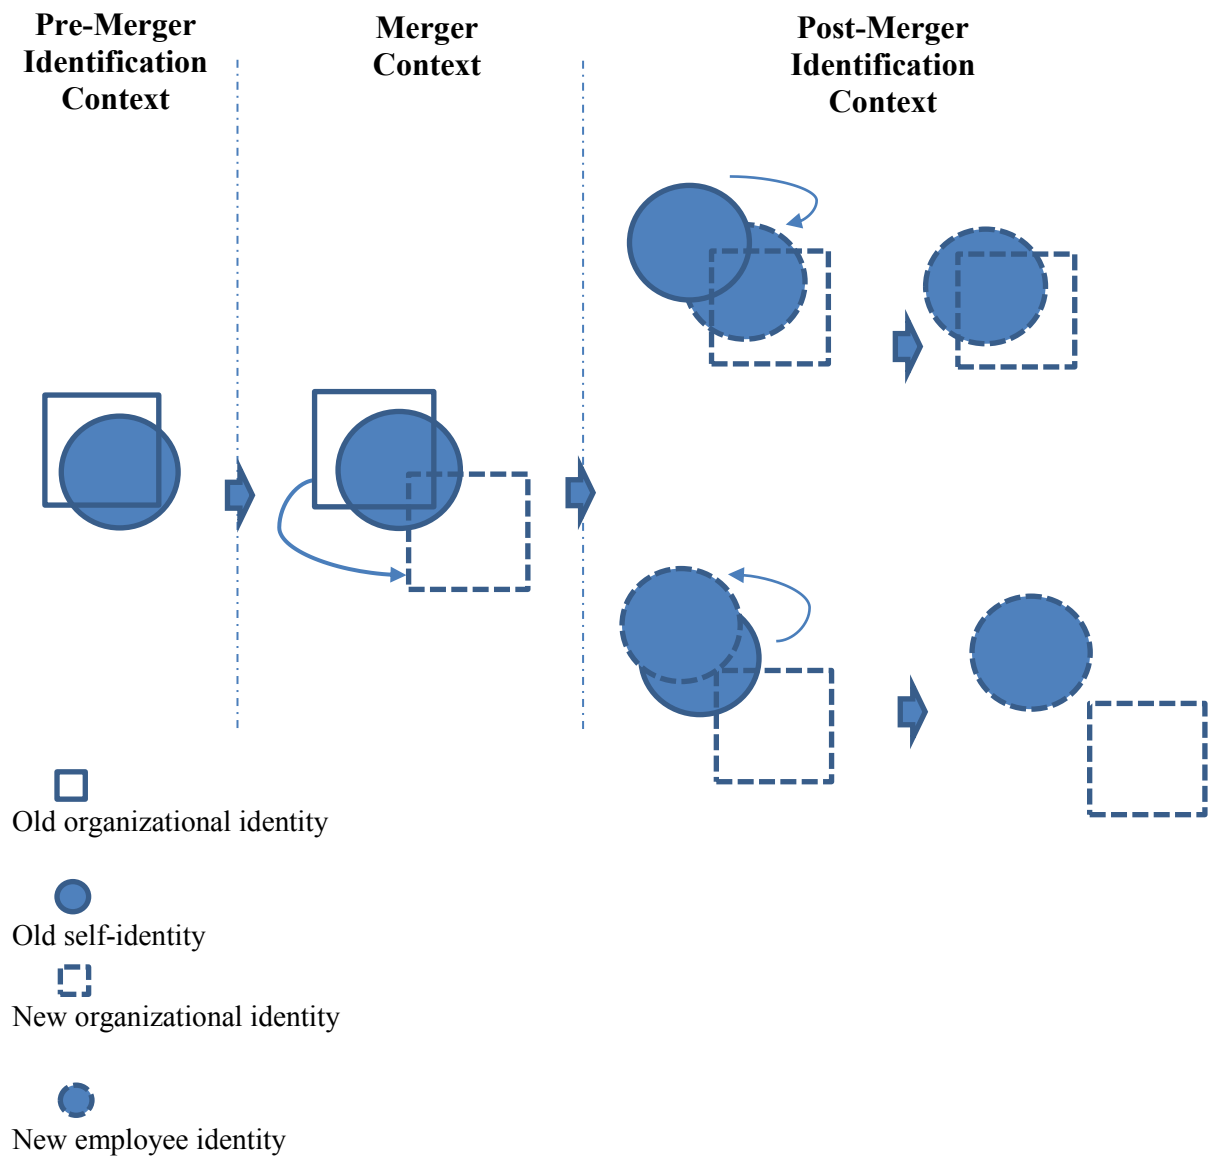 Pre-Merger
Identification
Context
Merger
Context
Post-Merger
Identification
Context
Old organizational identity
Old self-identity
New organizational identity
New employee identity